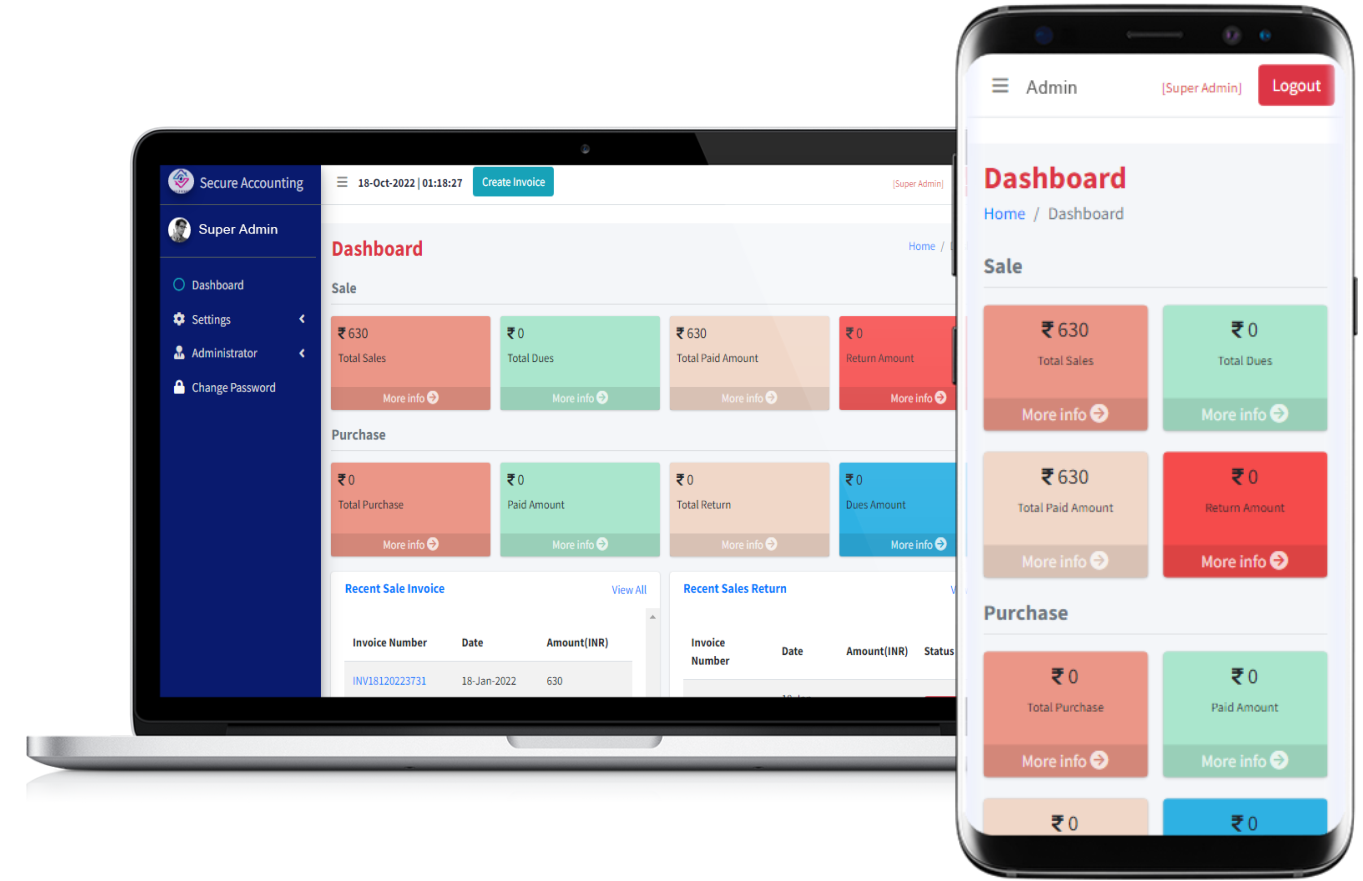 Secure Accounting
Super Admin
Dashboard
Settings
Administrator
Change Password
☰ 18-Oct-2022 | 01:18:27 Create Invoice [Super Admin]
Dashboard
Home /
Sale
₹ 630 ₹ 0 ₹ 630 ₹ 0
Total Sales Total Dues Total Paid Amount Return Amount
More info More info More info More info
Purchase
₹ 0 ₹ 0 ₹ 0 ₹ 0
Total Purchase Paid Amount Total Return Dues Amount
More info More info More info More info
Recent Sale Invoice View All
Invoice Number Date Amount(INR)
INV18120223731 18-Jan-2022 630
Recent Sales Return
Invoice Number Date Amount(INR) Status
☰ Admin [Super Admin] Logout
Dashboard
Home / Dashboard
Sale
₹ 630 ₹ 0
Total Sales Total Dues
More info More info
₹ 630 ₹ 0
Total Paid Amount Return Amount
More info More info
Purchase
₹ 0 ₹ 0
Total Purchase Paid Amount
More info More info
₹ 0 ₹ 0